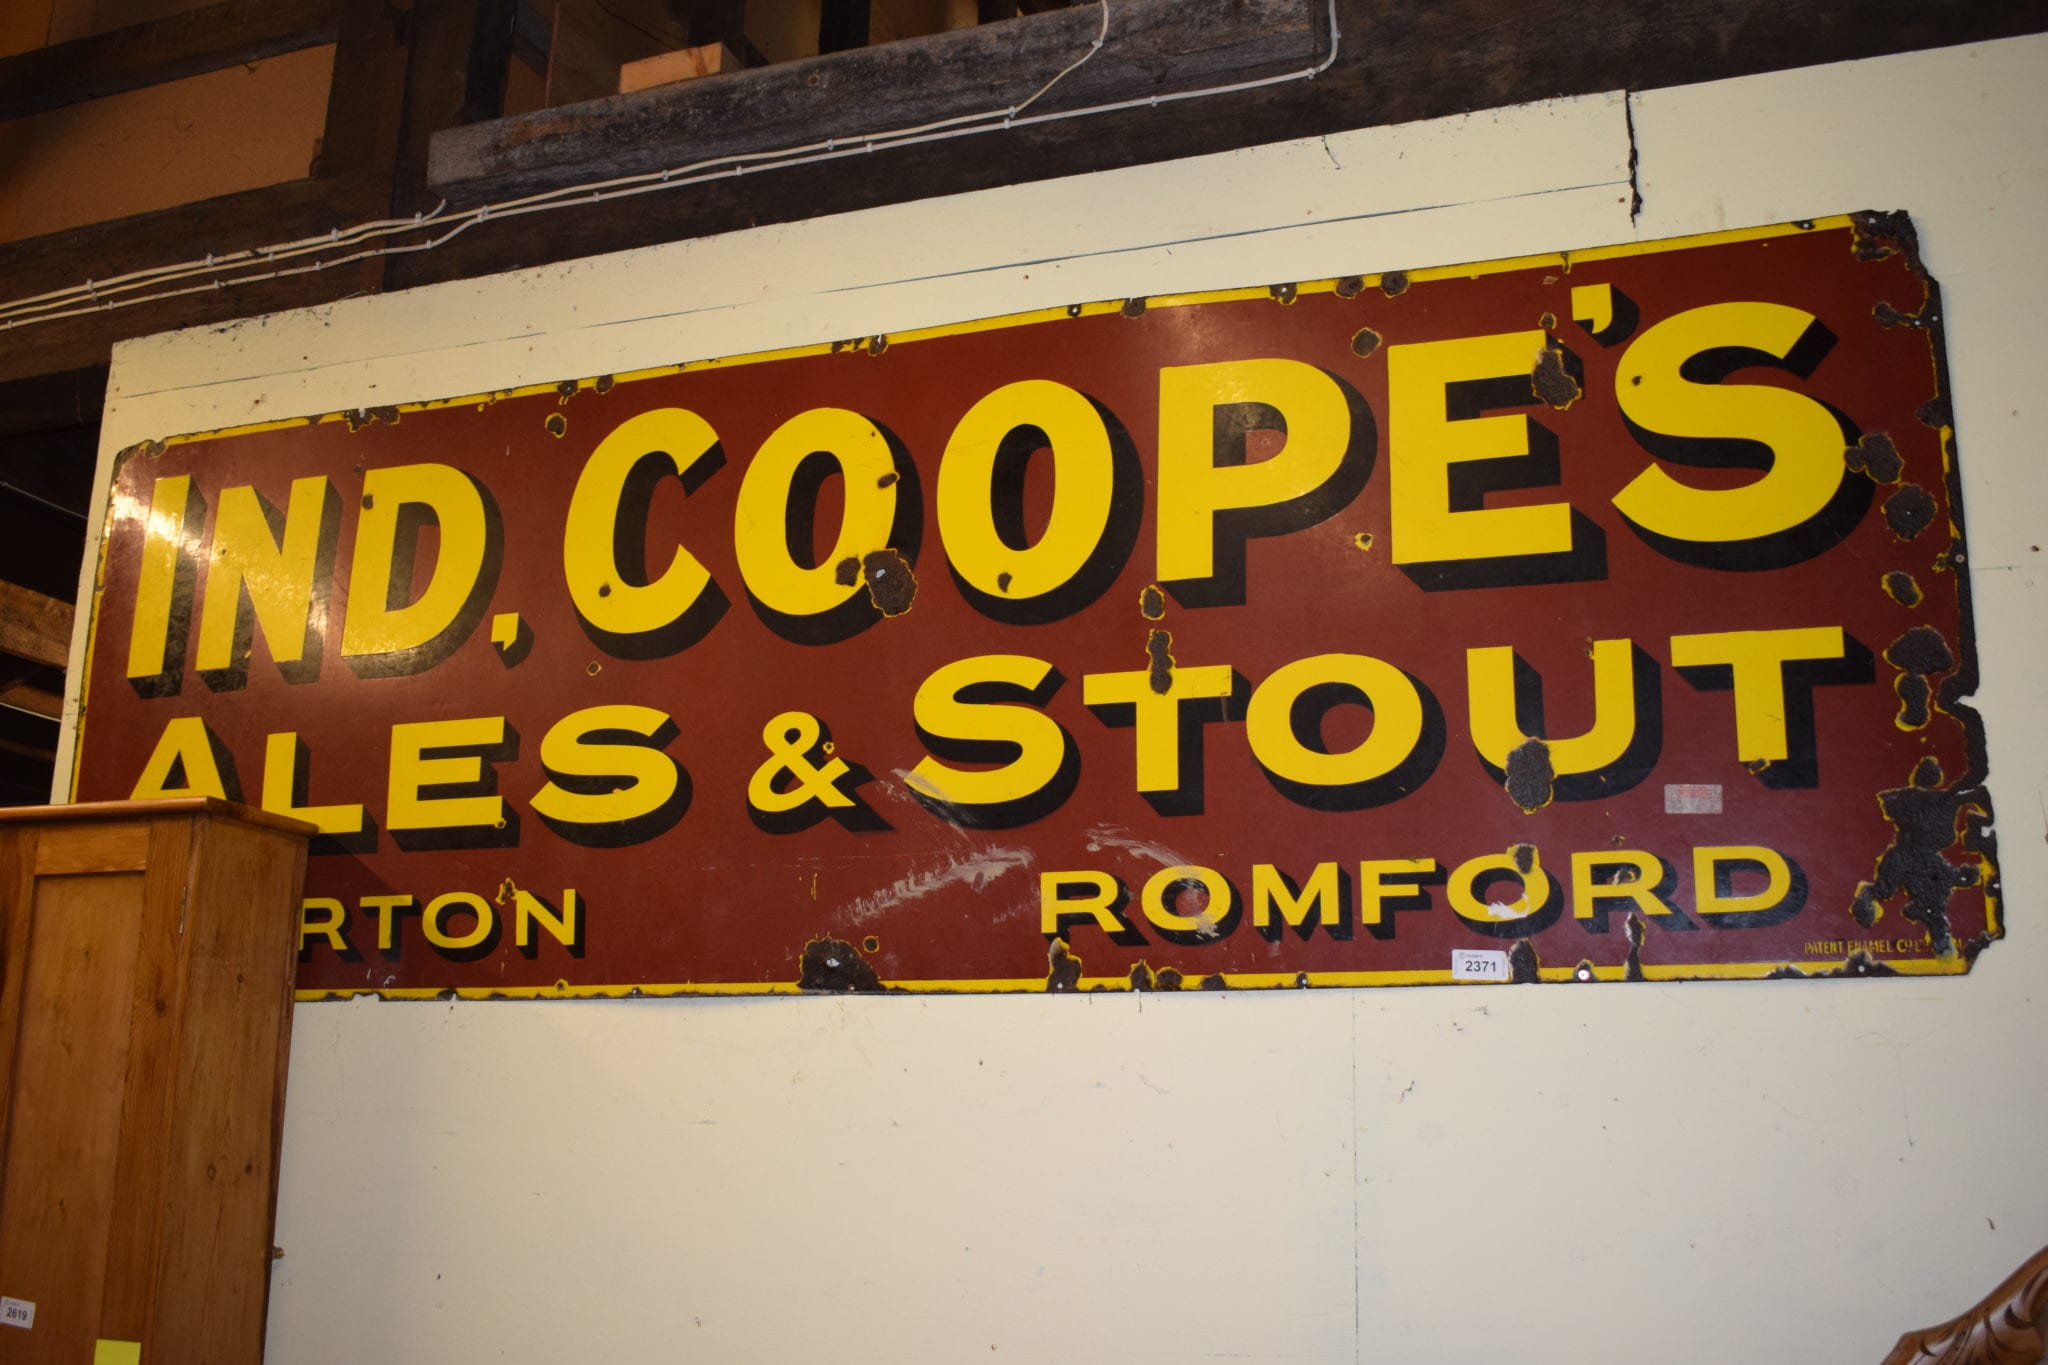 IND, COOPE'S
ALES & STOUT
RTON ROMFORD
PATENT ENAMEL CO
2371
2619